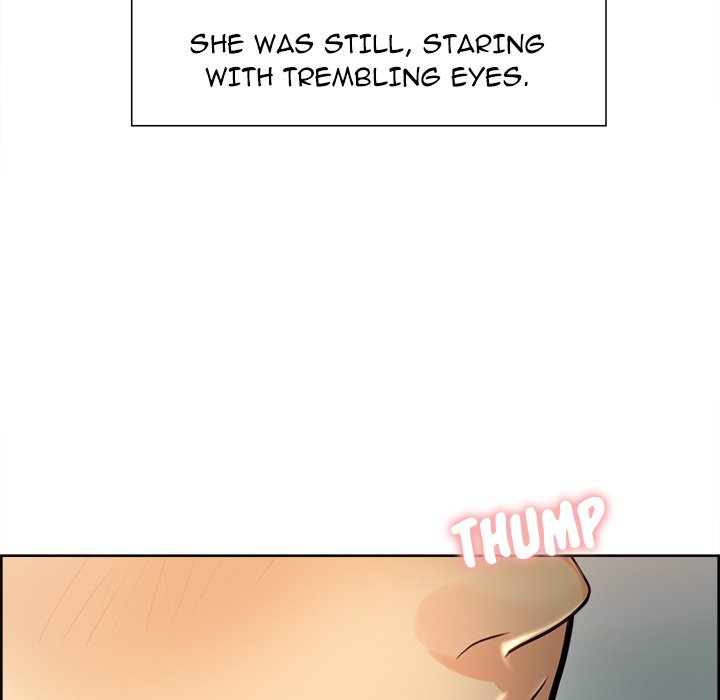 SHE WAS STILL, STARING
WITH TREMBLING EYES.
THUMP